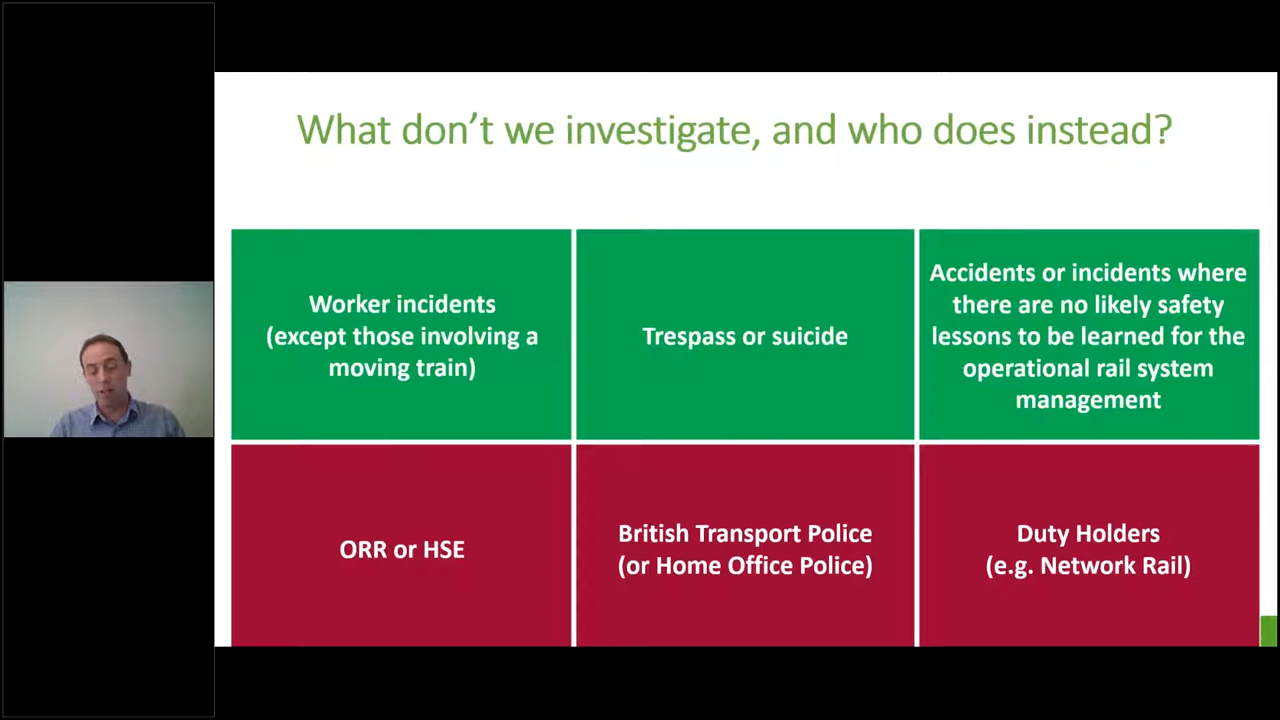 What don’t we investigate, and who does instead?
Worker incidents
(except those involving a
moving train)
Trespass or suicide
Accidents or incidents where
there are no likely safety
lessons to be learned for the
operational rail system
management
ORR or HSE
British Transport Police
(or Home Office Police)
Duty Holders
(e.g. Network Rail)